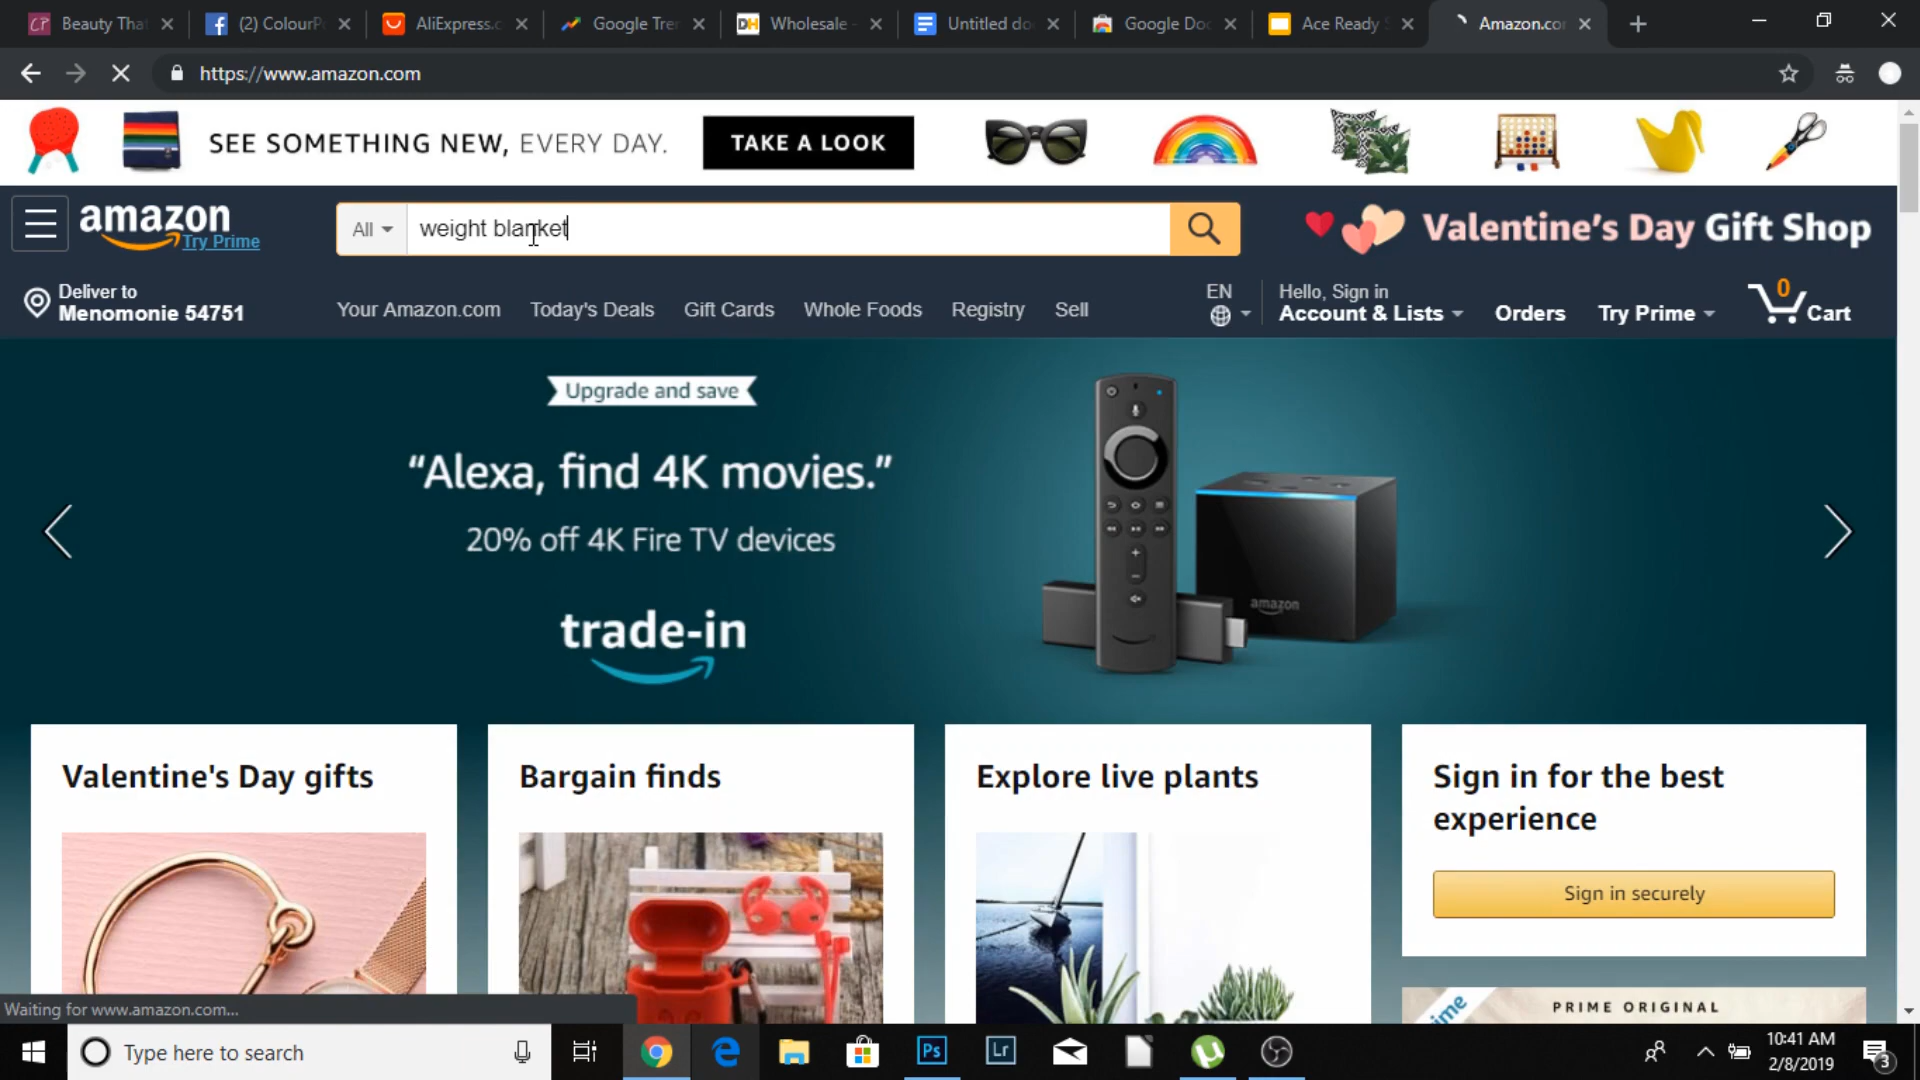 Beauty Tha
(2) ColourP
AliExpress.c
Google Tre
DH
Wholesale -
Untitled do
Google Doc
Ace Ready S
Amazon.co
https://www.amazon.com
SEE SOMETHING NEW, EVERY DAY.
TAKE A LOOK
amazon
Try Prime
All
weight blanket
Valentine's Day Gift Shop
Deliver to
Menomonie 54751
Your Amazon.com
Today's Deals
Gift Cards
Whole Foods
Registry
Sell
EN
Hello, Sign in
Account & Lists
Orders
Try Prime
0
Cart
Upgrade and save
“Alexa, find 4K movies.”
20% off 4K Fire TV devices
trade-in
amazon
Valentine's Day gifts
Bargain finds
Explore live plants
Sign in for the best
experience
Sign in securely
PRIME ORIGINAL
Waiting for www.amazon.com...
Type here to search
Ps
Lr
10:41 AM
2/8/2019
3